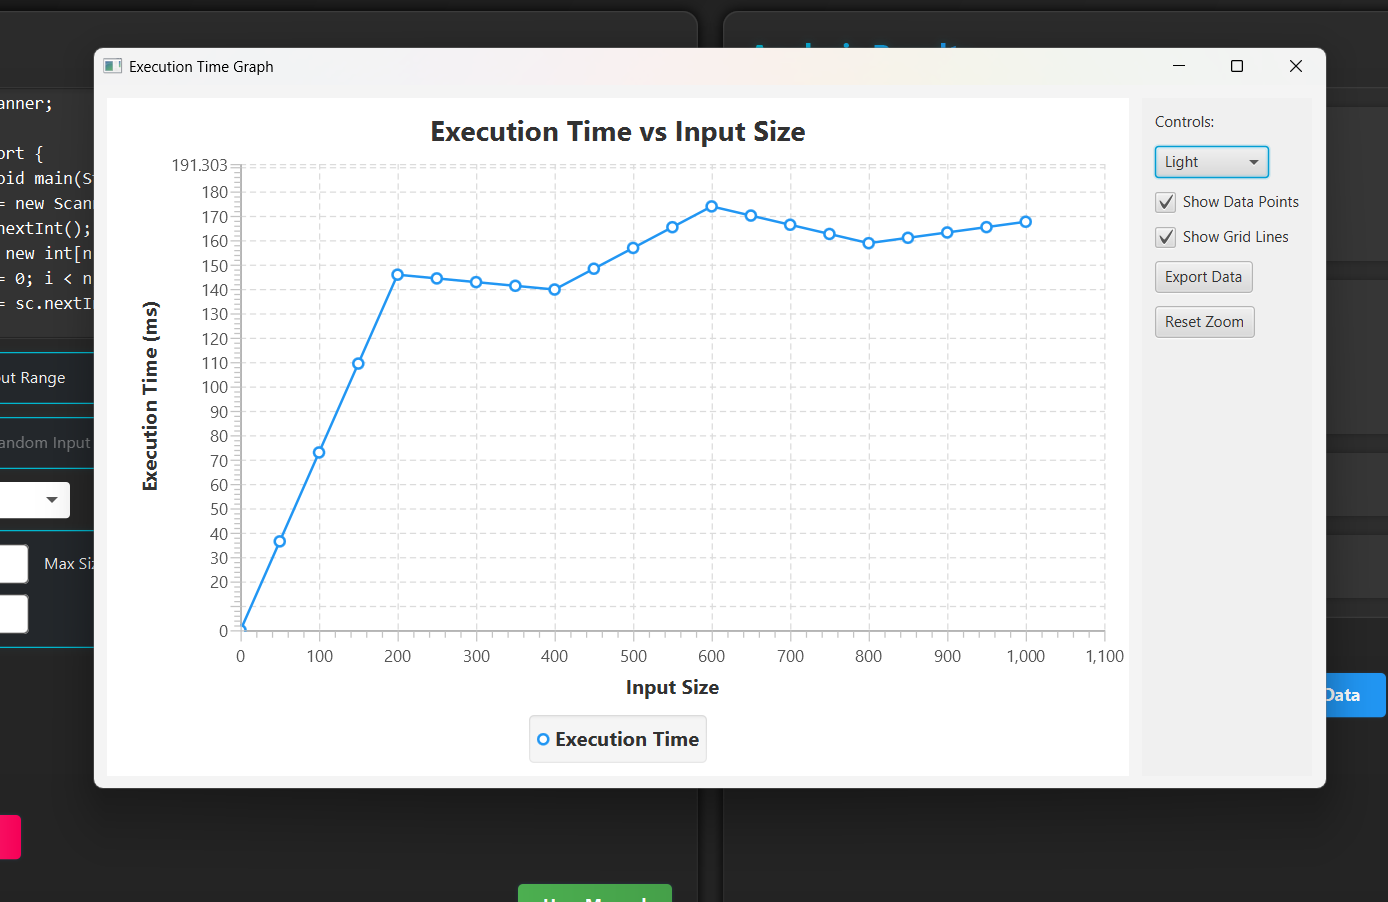 Execution Time Graph
anner;
ort {
oid main(S
= new Scan
nextInt();
new int[n
= 0; i < n
= sc.nextI
ut Range
andom Input
Max Siz
Execution Time vs Input Size
Execution Time (ms)
191.303
180
170
160
150
140
130
120
110
100
90
80
70
60
50
40
30
20
0
0 100 200 300 400 500 600 700 800 900 1,000 1,100
Input Size
Execution Time
Controls:
Light
Show Data Points
Show Grid Lines
Export Data
Reset Zoom
Data